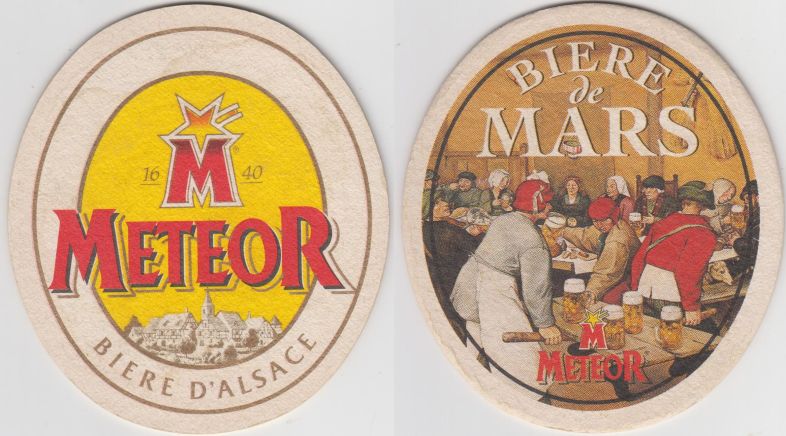 M
16 40
METEOR
BIERE D'ALSACE
BIERE
de
MARS
M
METEOR